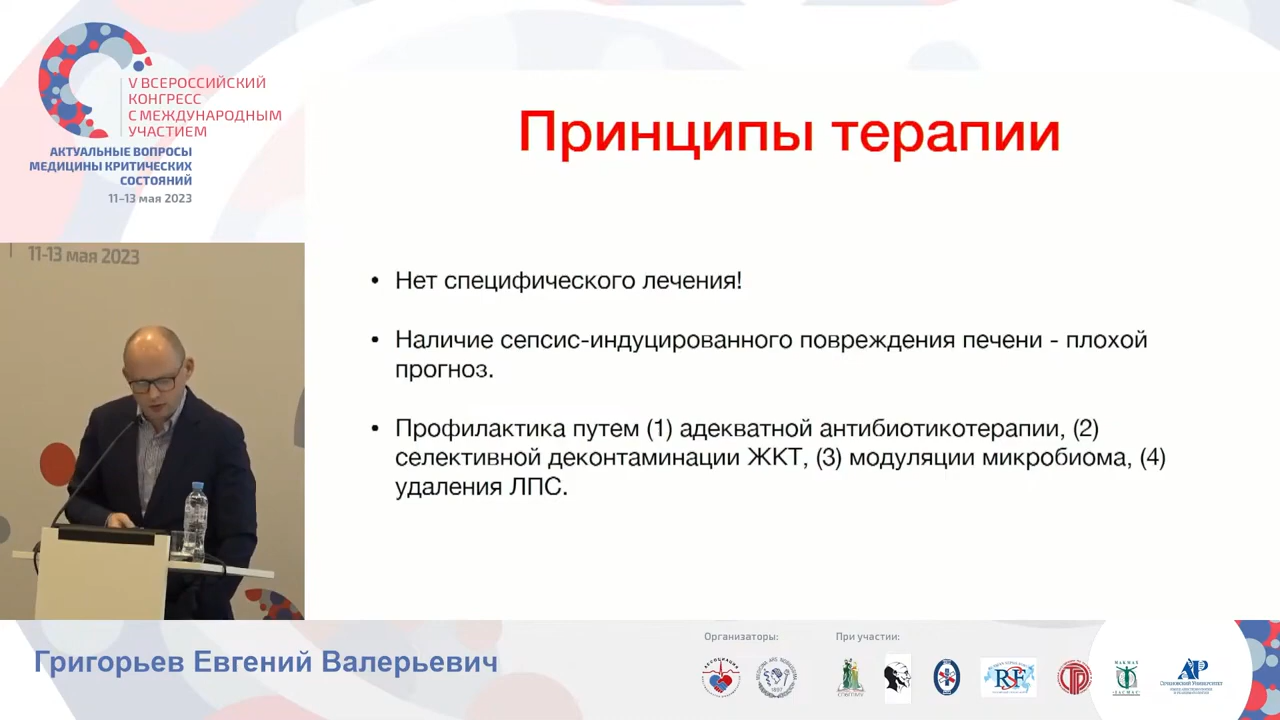 V ВСЕРОССИЙСКИЙ
КОНГРЕСС
С МЕЖДУНАРОДНЫМ
УЧАСТИЕМ
АКТУАЛЬНЫЕ ВОПРОСЫ
МЕДИЦИНЫ КРИТИЧЕСКИХ
СОСТОЯНИЙ
11–13 мая 2023
11-13 мая 2023
Принципы терапии
• Нет специфического лечения!
• Наличие сепсис-индуцированного повреждения печени - плохой
прогноз.
• Профилактика путем (1) адекватной антибиотикотерапии, (2)
селективной деконтаминации ЖКТ, (3) модуляции микробиома, (4)
удаления ЛПС.
Григорьев Евгений Валерьевич
Организаторы:
При участии: